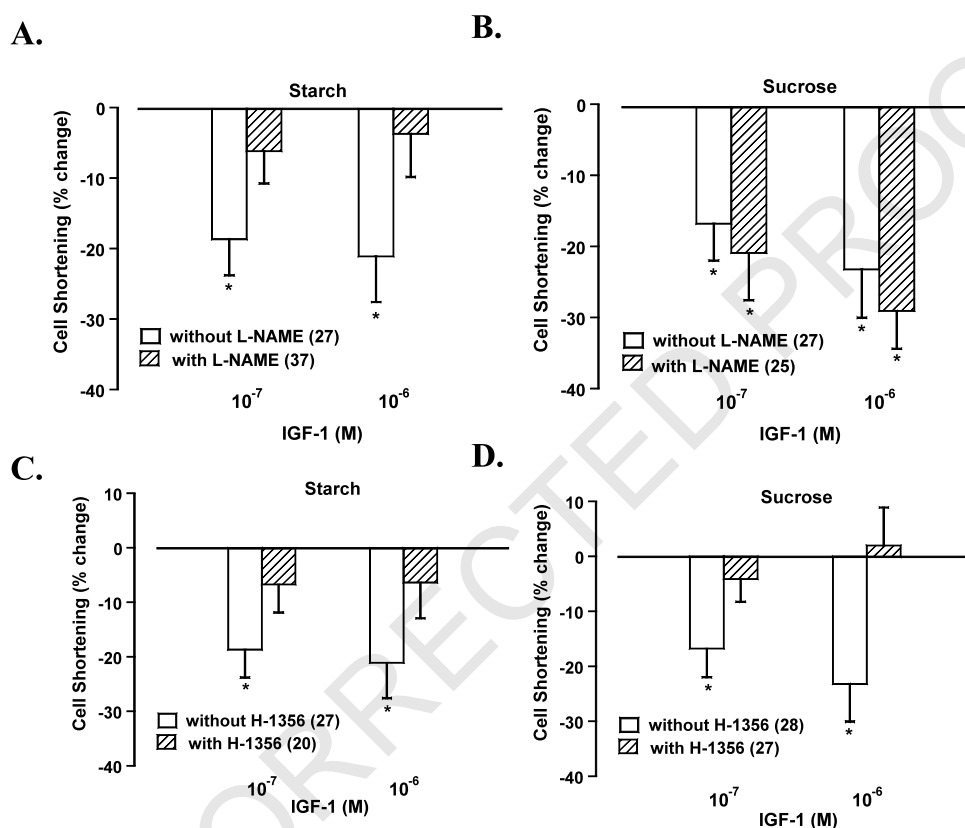 A.
Starch
Cell Shortening (% change)
0
-10
-20
-30
-40
*
*
without L-NAME (27)
with L-NAME (37)
10-7
10-6
IGF-1 (M)
B.
Sucrose
Cell Shortening (% change)
0
-10
-20
-30
-40
*
*
*
*
without L-NAME (27)
with L-NAME (25)
10-7
10-6
IGF-1 (M)
C.
Starch
Cell Shortening (% change)
10
0
-10
-20
-30
-40
*
*
without H-1356 (27)
with H-1356 (20)
10-7
10-6
IGF-1 (M)
D.
Sucrose
Cell Shortening (% change)
10
0
-10
-20
-30
-40
*
*
without H-1356 (28)
with H-1356 (27)
10-7
10-6
IGF-1 (M)
ORRECTED PROO